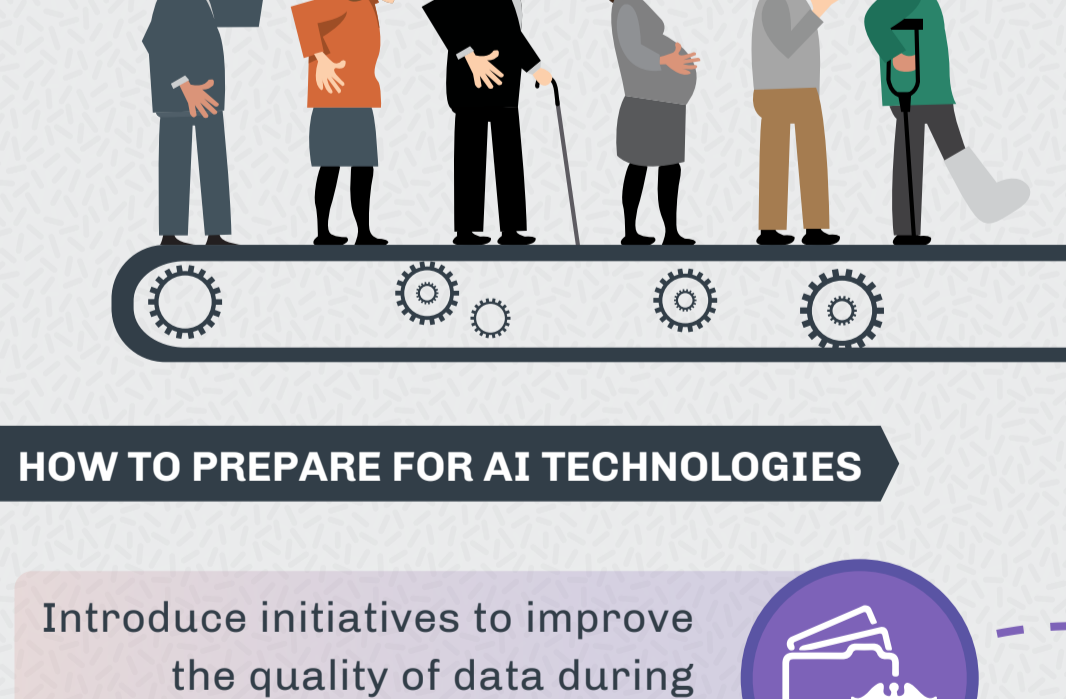 HOW TO PREPARE FOR AI TECHNOLOGIES
Introduce initiatives to improve
the quality of data during